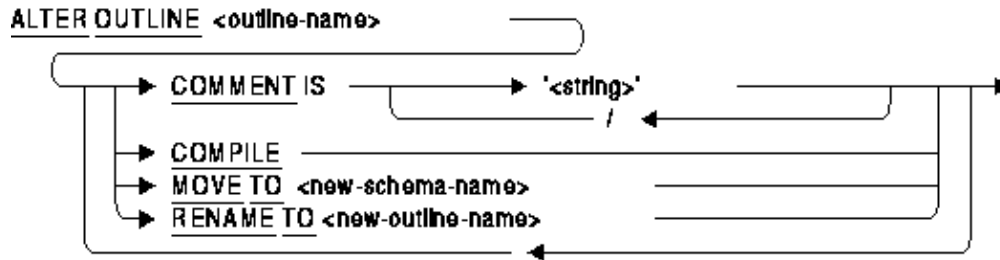 ALTER OUTLINE <outline-name>
COMMENT IS '<string>'
/
COMPILE
MOVE TO <new-schema-name>
RENAME TO <new-outline-name>